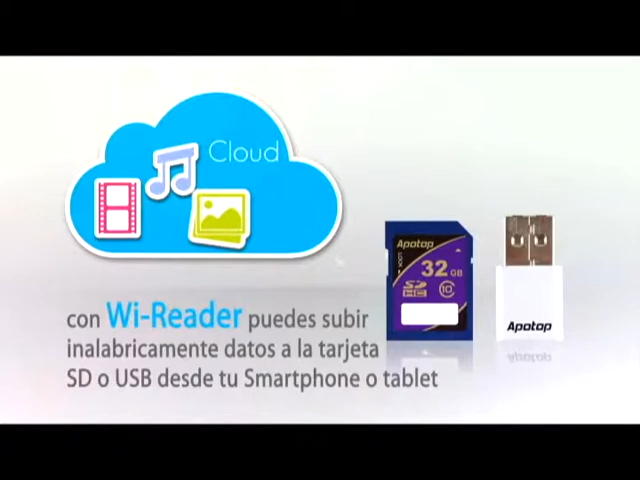 Cloud
Apotop
LOCK
32 GB
SD HC 10
Apotop
con Wi-Reader puedes subir
inalabricamente datos a la tarjeta
SD o USB desde tu Smartphone o tablet